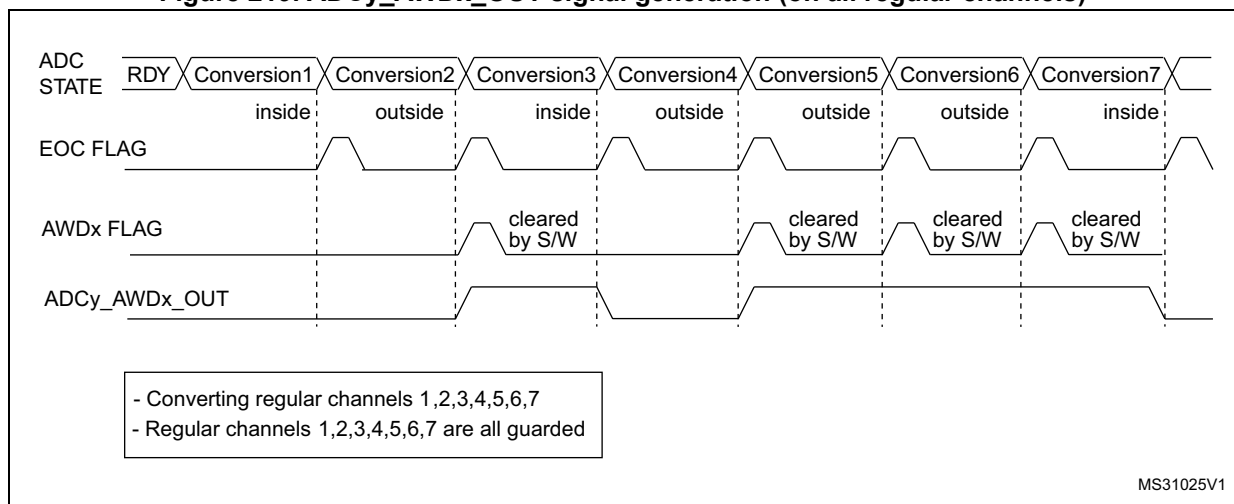 ADC
STATE
RDY Conversion1 Conversion2 Conversion3 Conversion4 Conversion5 Conversion6 Conversion7
inside outside inside outside outside outside inside
EOC FLAG
AWDx FLAG
cleared by S/W
cleared by S/W
cleared by S/W
cleared by S/W
ADCy_AWDx_OUT
- Converting regular channels 1,2,3,4,5,6,7
- Regular channels 1,2,3,4,5,6,7 are all guarded
MS31025V1